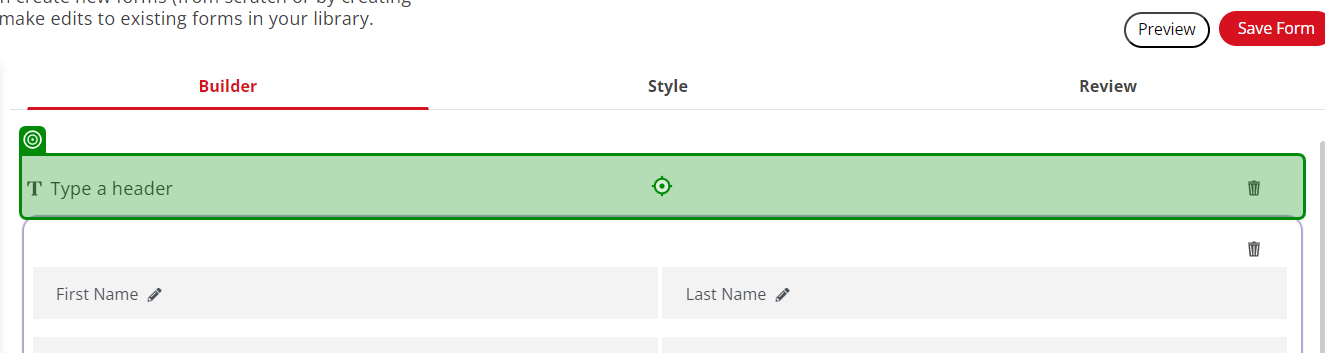 make edits to existing forms in your library.
Preview
Save Form
Builder
Style
Review
T Type a header
First Name
Last Name